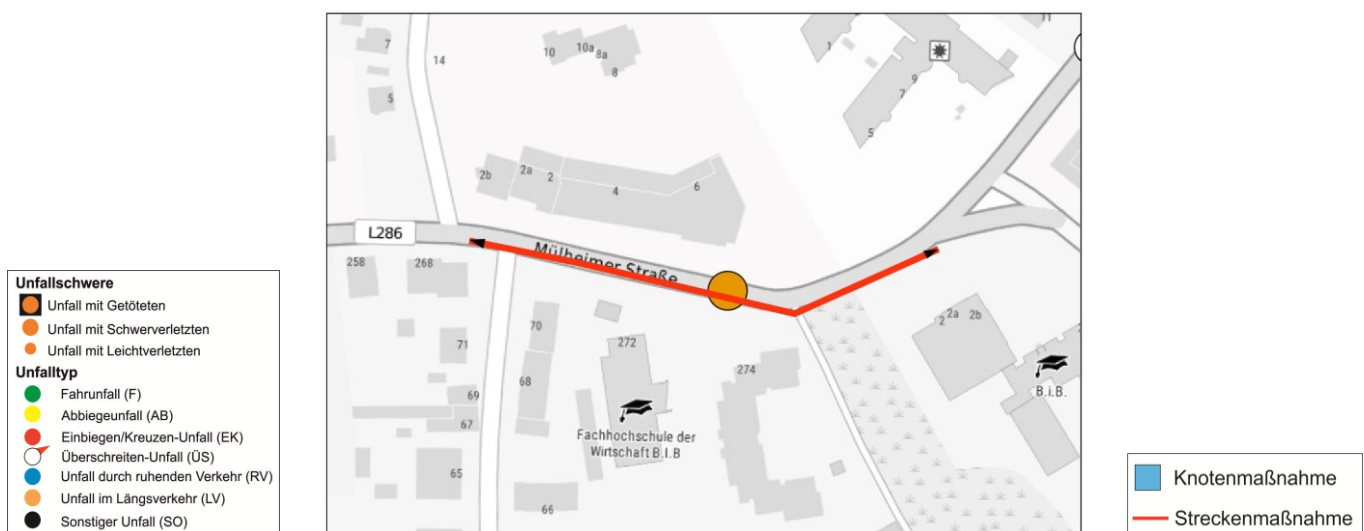 7
14
5
10
10a
8a
8
1
9
7
5
11
2b
2a
2
4
6
L286
Mülheimer Straße
258
268
70
71
68
69
67
65
66
272
274
Fachhochschule der
Wirtschaft B.I.B
2
2a
2b
B.i.B.
Unfallschwere
Unfall mit Getöteten
Unfall mit Schwerverletzten
Unfall mit Leichtverletzten
Unfalltyp
Fahrunfall (F)
Abbiegeunfall (AB)
Einbiegen/Kreuzen-Unfall (EK)
Überschreiten-Unfall (ÜS)
Unfall durch ruhenden Verkehr (RV)
Unfall im Längsverkehr (LV)
Sonstiger Unfall (SO)
Knotenmaßnahme
Streckenmaßnahme